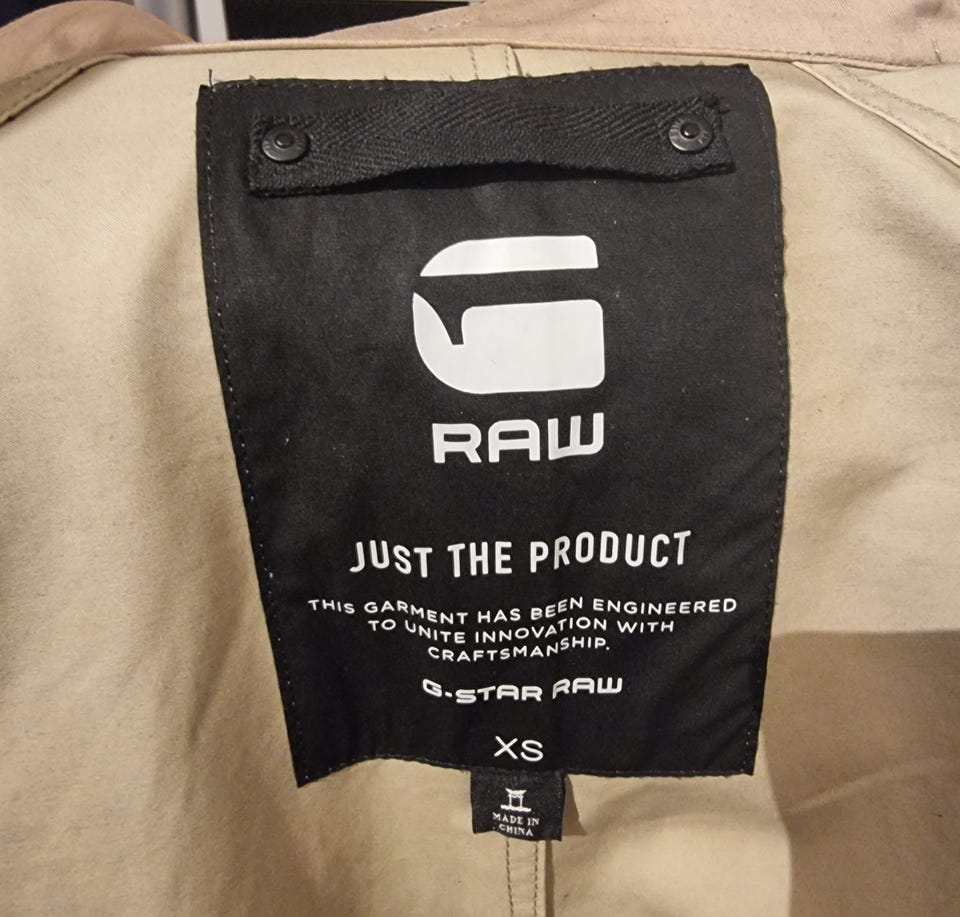 G
RAW
JUST THE PRODUCT
THIS GARMENT HAS BEEN ENGINEERED
TO UNITE INNOVATION WITH
CRAFTSMANSHIP.
G-STAR RAW
XS
MADE IN
CHINA